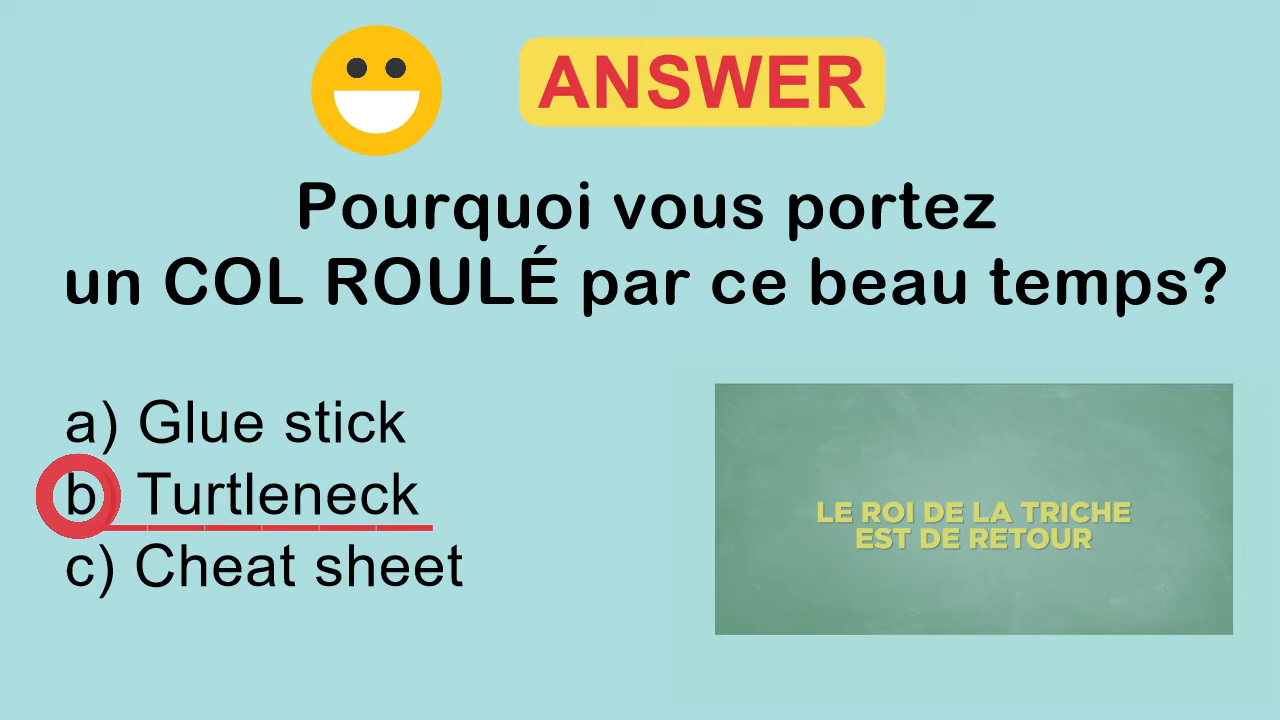 ANSWER
Pourquoi vous portez
un COL ROULÉ par ce beau temps?
a) Glue stick
b) Turtleneck
c) Cheat sheet
LE ROI DE LA TRICHE
EST DE RETOUR